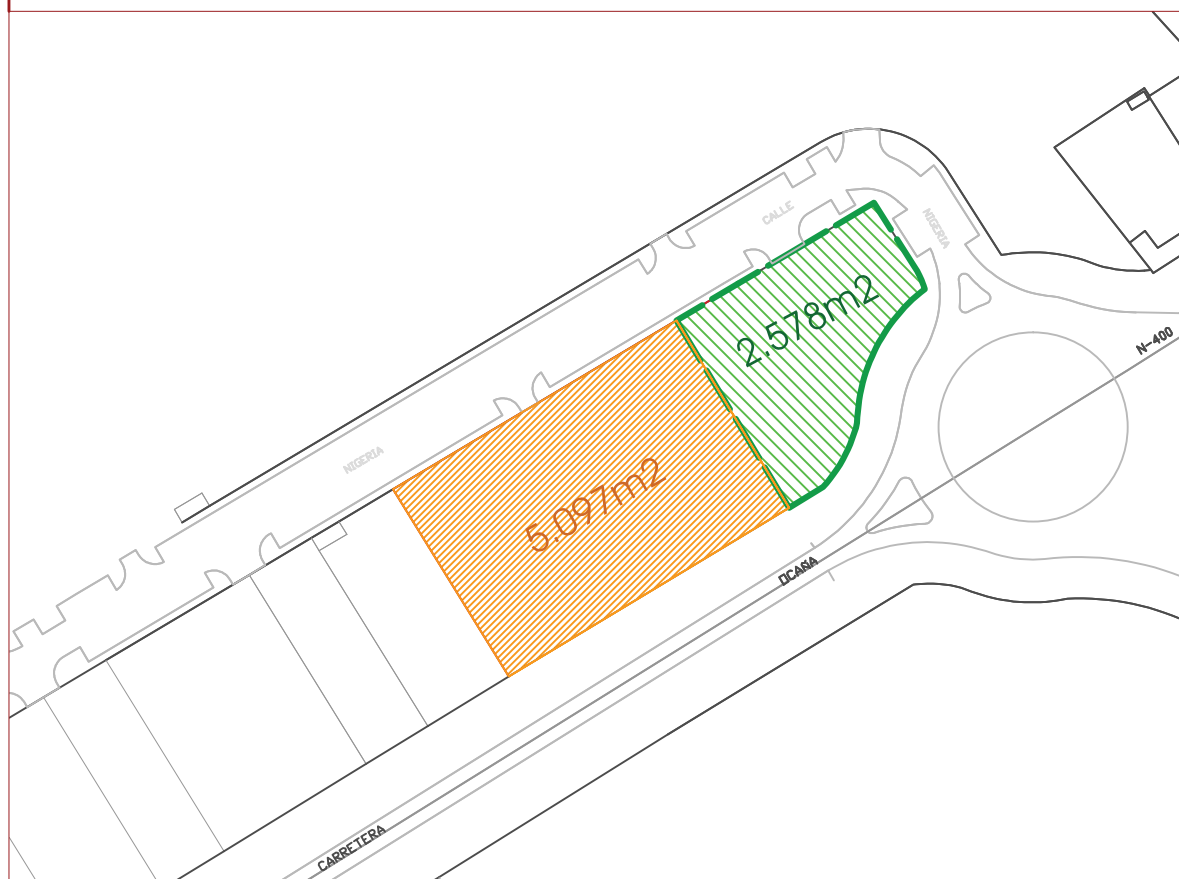 CALLE
NIGERIA
2.578m2
N-400
NIGERIA
5.097m2
OCAÑA
CARRETERA